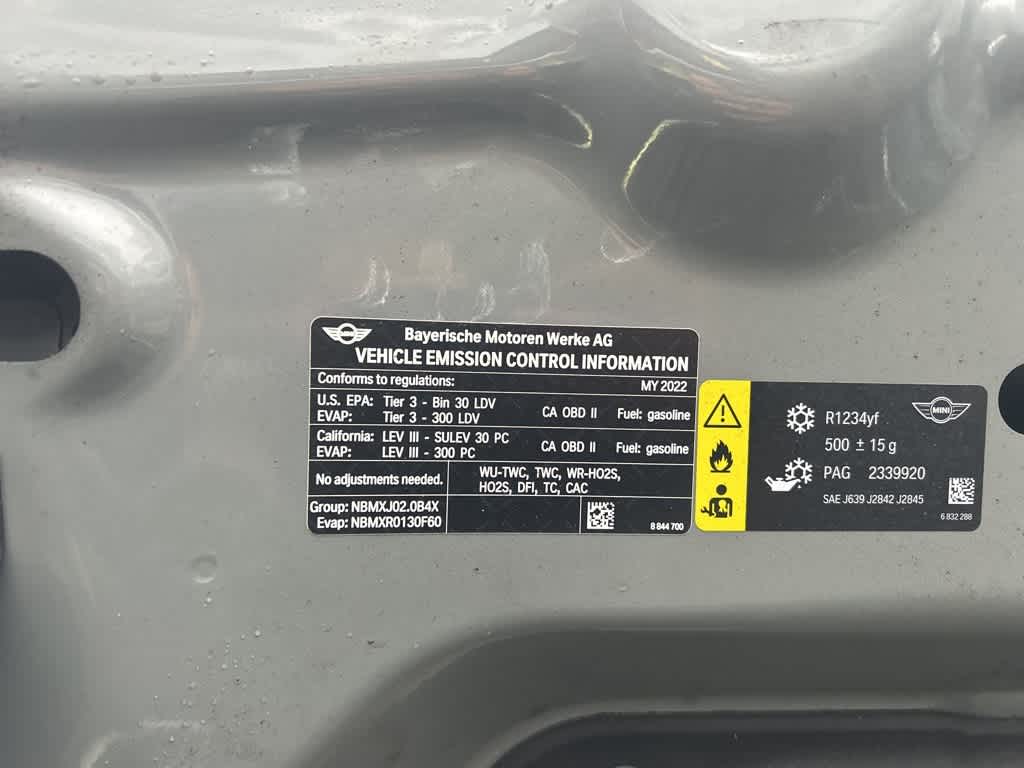 MINI
Bayerische Motoren Werke AG
VEHICLE EMISSION CONTROL INFORMATION
Conforms to regulations: MY 2022
U.S. EPA: Tier 3 - Bin 30 LDV
EVAP: Tier 3 - 300 LDV
CA OBD II Fuel: gasoline
California: LEV III - SULEV 30 PC
EVAP: LEV III - 300 PC
CA OBD II Fuel: gasoline
No adjustments needed.
WU-TWC, TWC, WR-HO2S,
HO2S, DFI, TC, CAC
Group: NBMXJ02.0B4X
Evap: NBMXR0130F60
8 844 700
R1234yf
MINI
500 ± 15 g
PAG 2339920
SAE J639 J2842 J2845
6 832 288